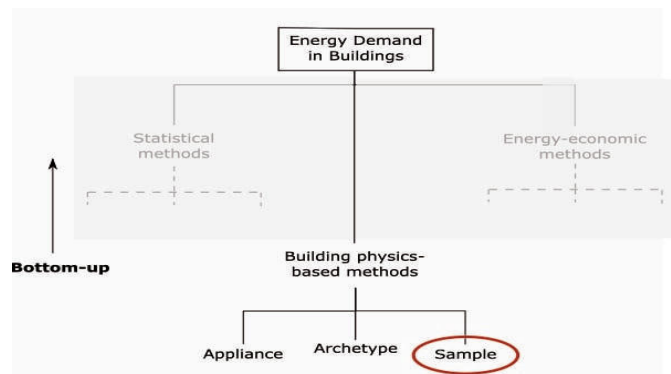 Energy Demand
in Buildings
Statistical
methods
Energy-economic
methods
Building physics-
based methods
Bottom-up
Appliance
Archetype
Sample